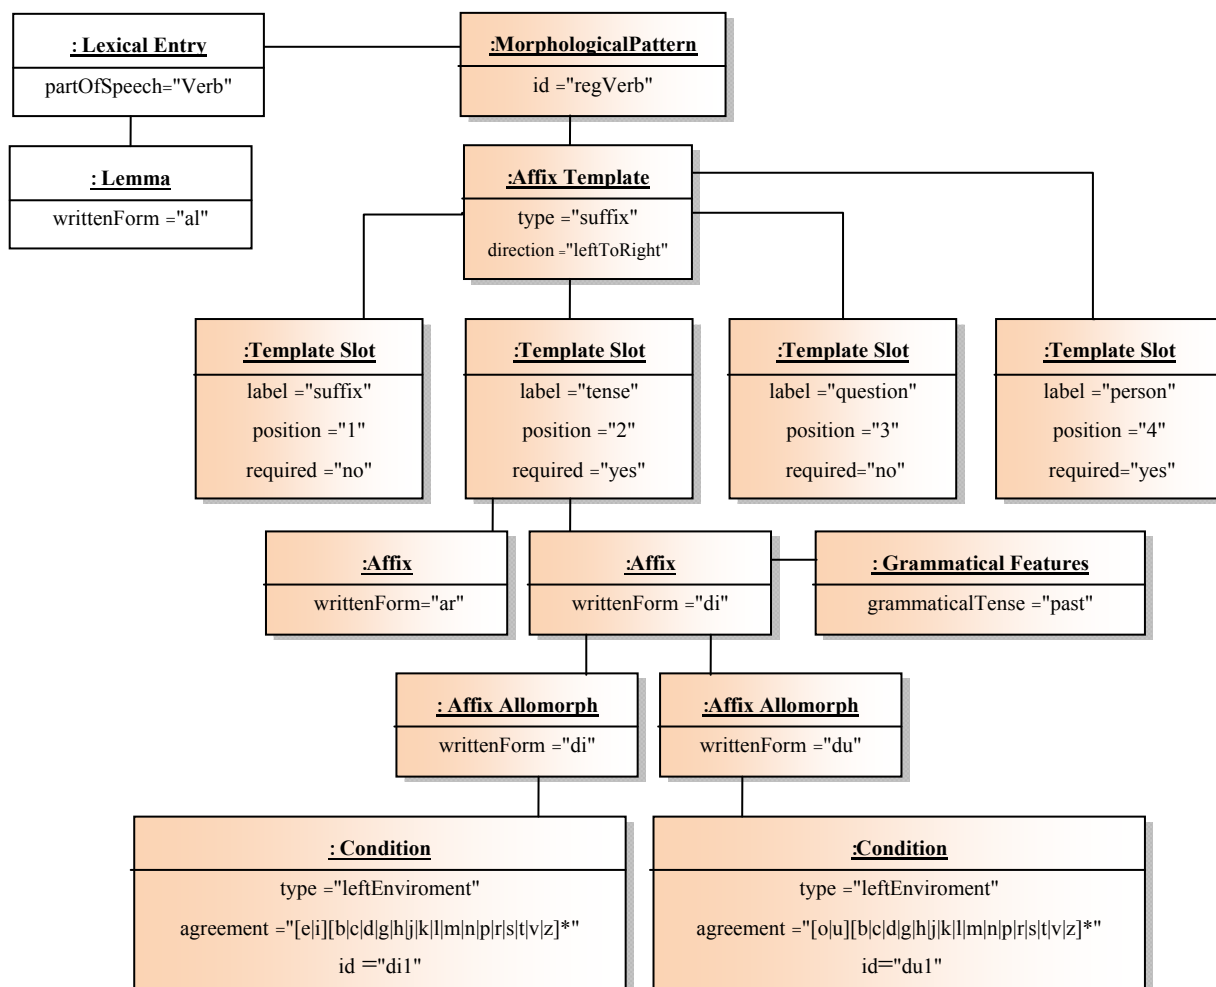 : Lexical Entry
partOfSpeech="Verb"
:MorphologicalPattern
id ="regVerb"
: Lemma
writtenForm ="al"
:Affix Template
type ="suffix"
direction ="leftToRight"
:Template Slot
label ="suffix"
position ="1"
required ="no"
:Template Slot
label ="tense"
position ="2"
required ="yes"
:Template Slot
label ="question"
position ="3"
required="no"
:Template Slot
label ="person"
position ="4"
required="yes"
:Affix
writtenForm="ar"
:Affix
writtenForm ="di"
: Grammatical Features
grammaticalTense ="past"
: Affix Allomorph
writtenForm ="di"
:Affix Allomorph
writtenForm ="du"
: Condition
type ="leftEnviroment"
agreement ="[e|i][b|c|d|g|h|j|k|l|m|n|p|r|s|t|v|z]*"
id ="di1"
:Condition
type ="leftEnviroment"
agreement ="[o|u][b|c|d|g|h|j|k|l|m|n|p|r|s|t|v|z]*"
id="du1"